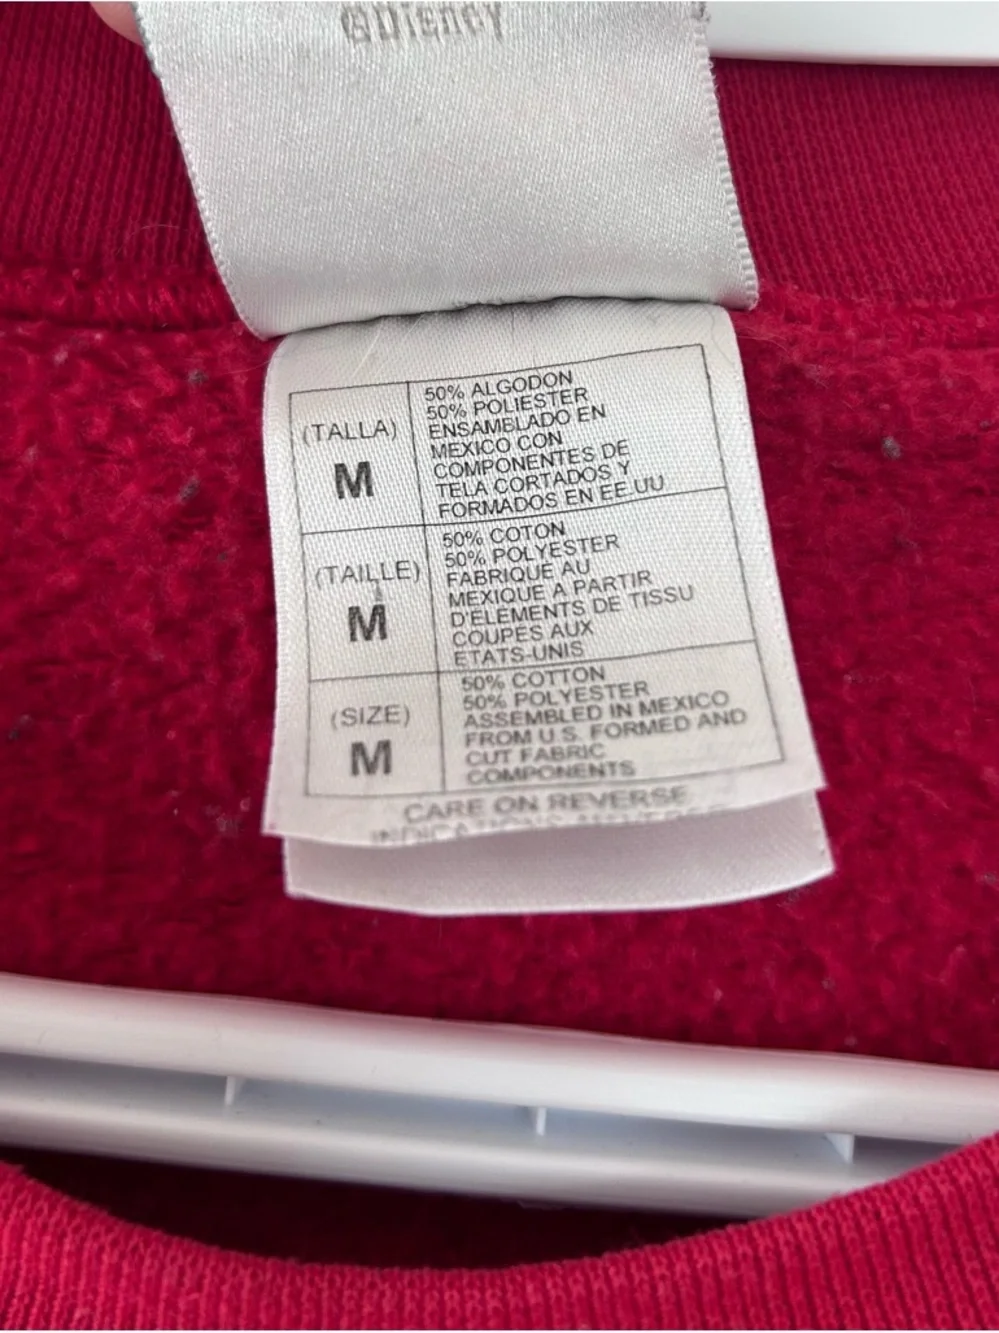 ©Disney
(TALLA)
M
50% ALGODON
50% POLIESTER
ENSAMBLADO EN
MEXICO CON
COMPONENTES DE
TELA CORTADOS Y
FORMADOS EN EE.UU
(TAILLE)
M
50% COTON
50% POLYESTER
FABRIQUE AU
MEXIQUE A PARTIR
D'ELEMENTS DE TISSU
COUPES AUX
ETATS-UNIS
(SIZE)
M
50% COTTON
50% POLYESTER
ASSEMBLED IN MEXICO
FROM U.S. FORMED AND
CUT FABRIC
COMPONENTS
CARE ON REVERSE